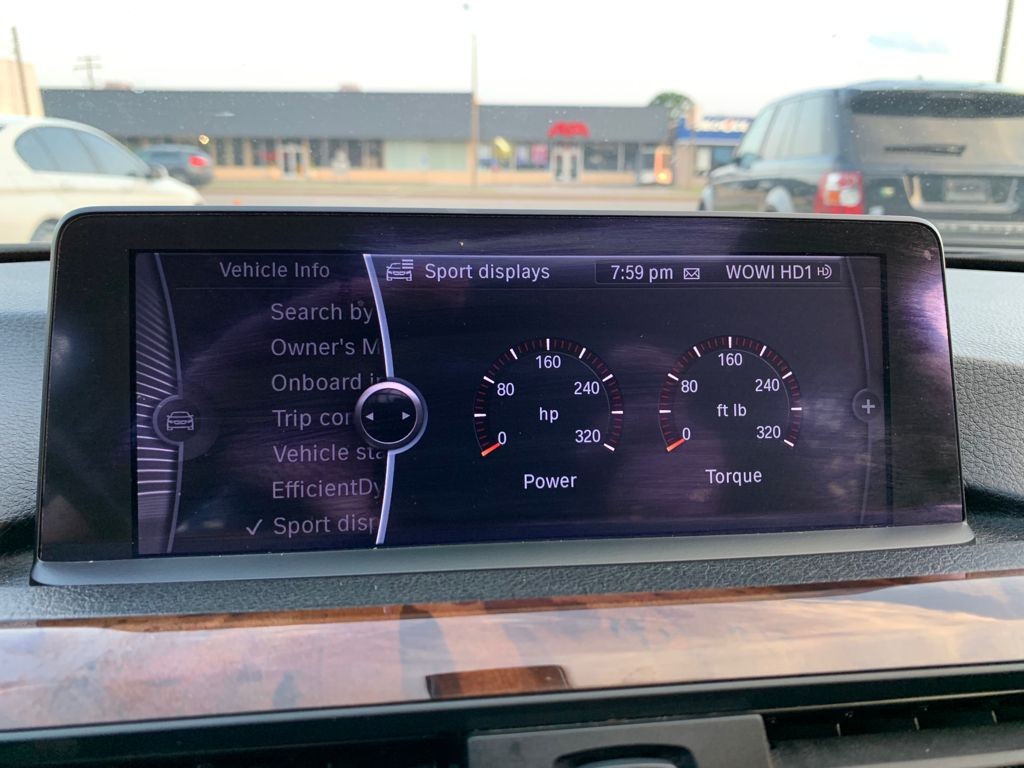 Vehicle Info
Sport displays
7:59 pm
WOWI HD1
Search by
Owner's M
Onboard i
Trip co
Vehicle sta
EfficientDy
✓ Sport disp
0
80
160
240
320
hp
Power
0
80
160
240
320
ft lb
Torque